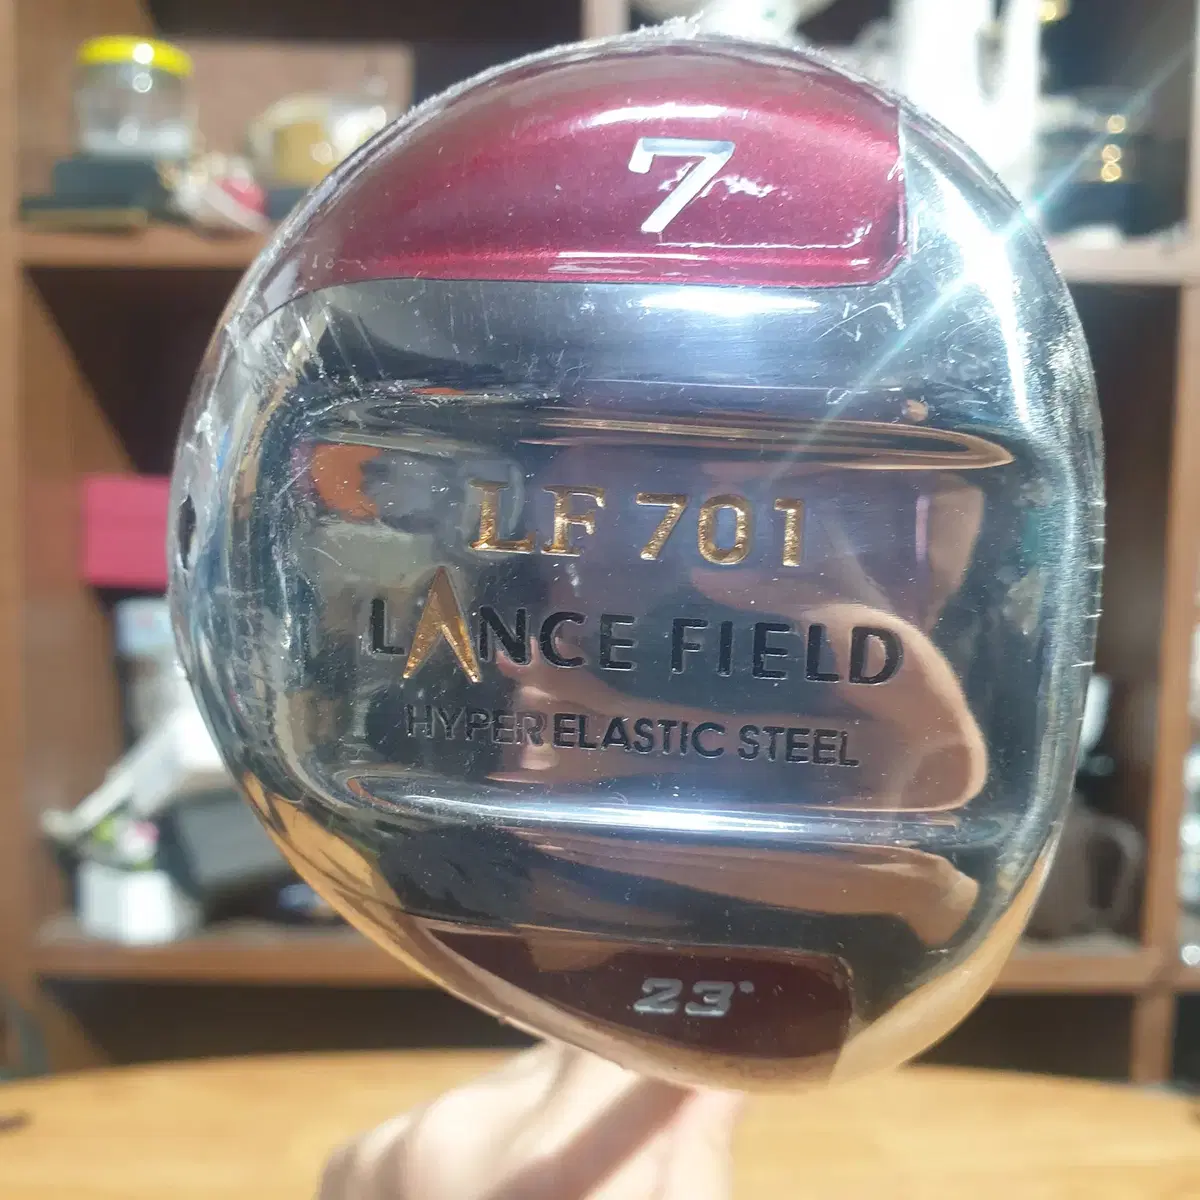 7
LF 701
LANCE FIELD
HYPER ELASTIC STEEL
23°